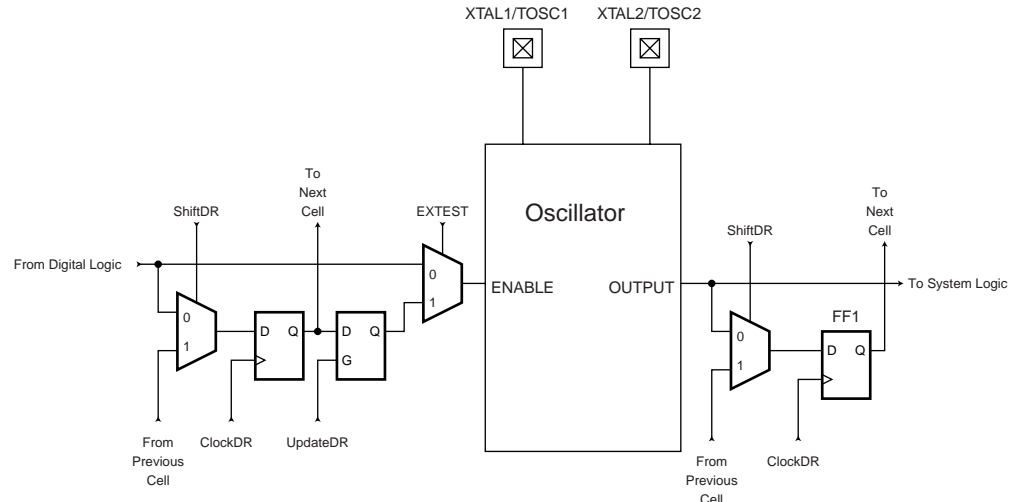 XTAL1/TOSC1
XTAL2/TOSC2
To
Next
Cell
ShiftDR
EXTEST
From Digital Logic
0
1
0
1
D Q
D Q
G
From
Previous
Cell
ClockDR
UpdateDR
Oscillator
ENABLE
OUTPUT
To
Next
Cell
ShiftDR
To System Logic
FF1
0
1
D Q
From
Previous
Cell
ClockDR